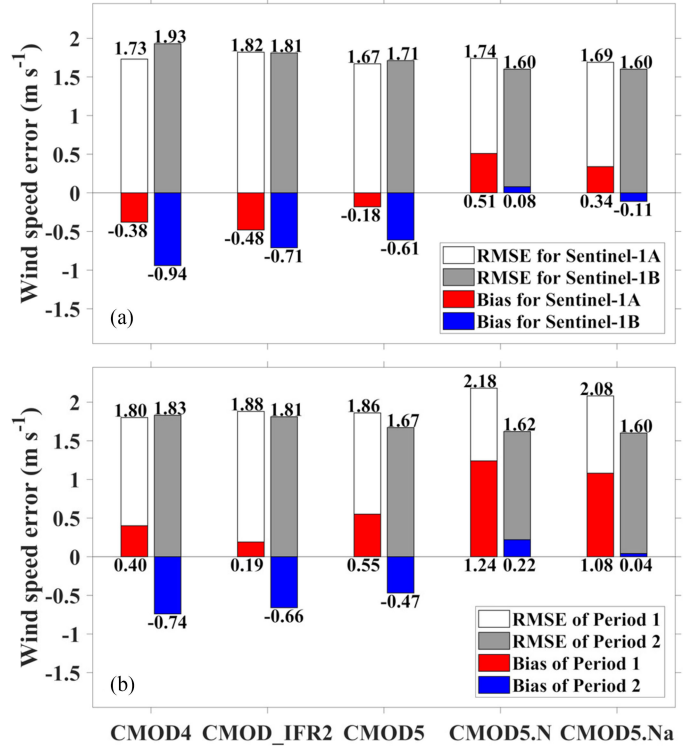 1.73 1.93 1.82 1.81 1.67 1.71 1.74 1.60 1.69 1.60
2
1.5
1
0.5
0
-0.5
-1
-1.5
Wind speed error (m s⁻¹)
-0.38 -0.94 -0.48 -0.71 -0.18 -0.61 0.51 0.08 0.34 -0.11
RMSE for Sentinel-1A
RMSE for Sentinel-1B
Bias for Sentinel-1A
Bias for Sentinel-1B
(a)
1.80 1.83 1.88 1.81 1.86 1.67 2.18 1.62 2.08 1.60
2
1.5
1
0.5
0
-0.5
-1
-1.5
Wind speed error (m s⁻¹)
0.40 -0.74 0.19 -0.66 0.55 -0.47 1.24 0.22 1.08 0.04
RMSE of Period 1
RMSE of Period 2
Bias of Period 1
Bias of Period 2
(b)
CMOD4 CMOD_IFR2 CMOD5 CMOD5.N CMOD5.Na